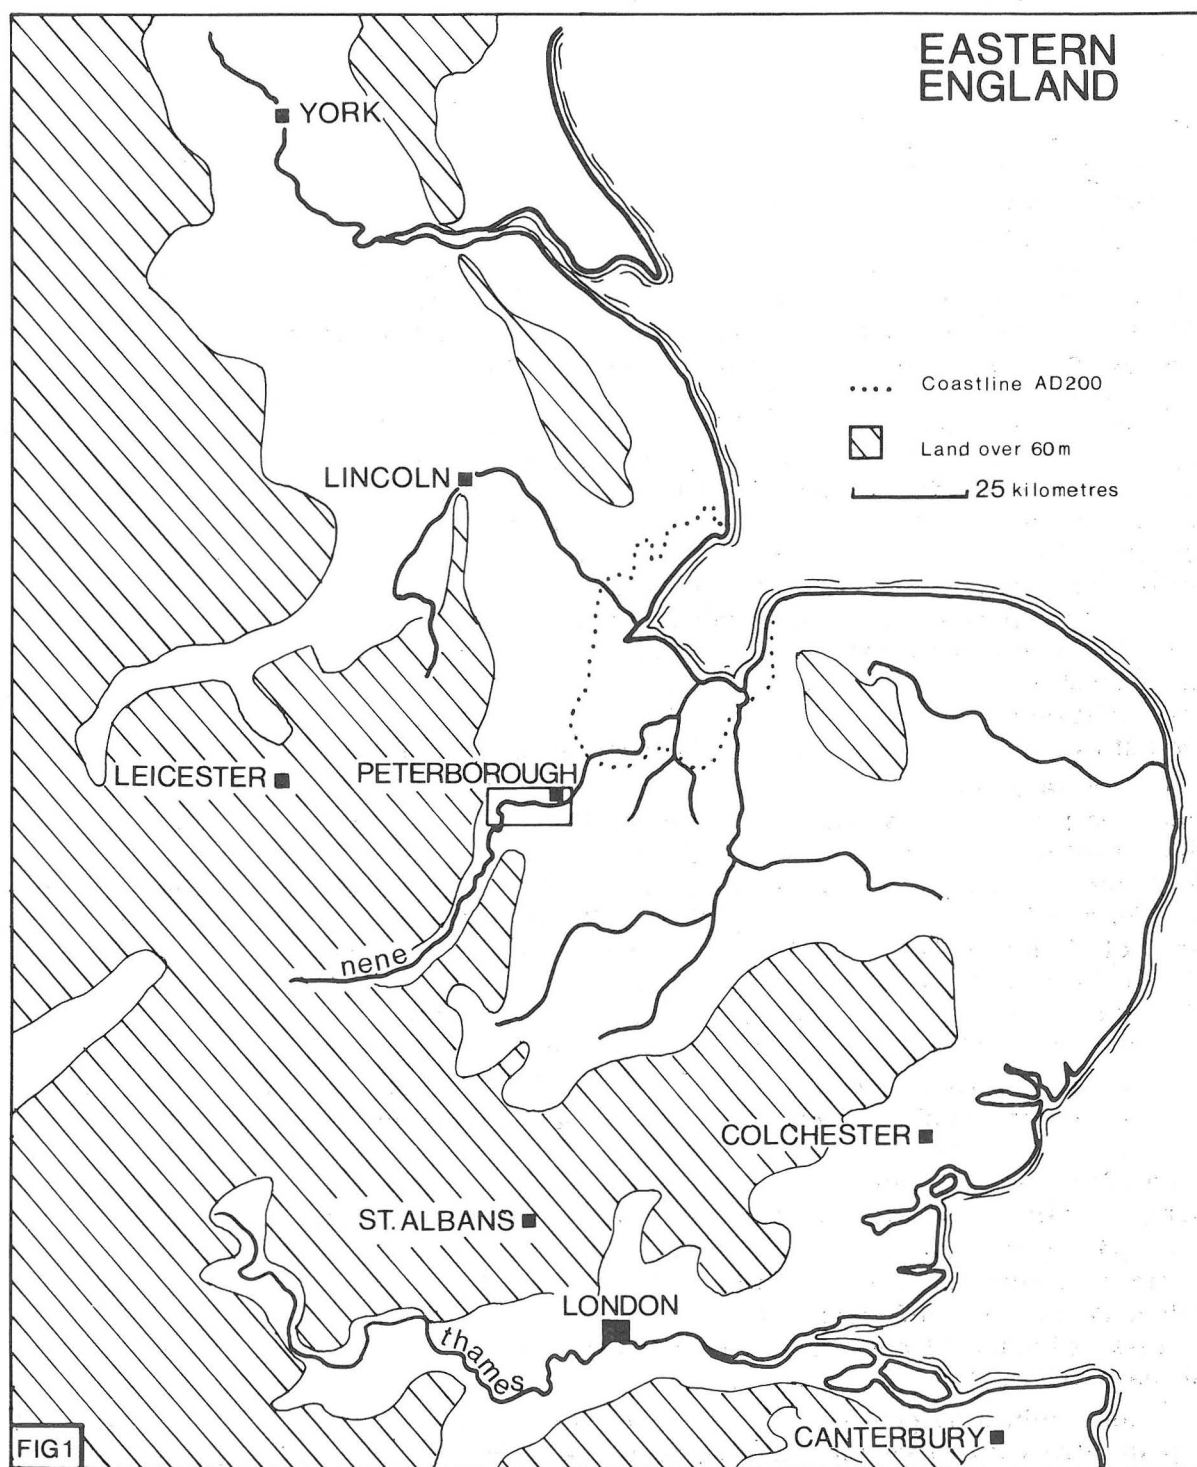 EASTERN
ENGLAND
YORK
Coastline AD200
Land over 60m
25 kilometres
LINCOLN
LEICESTER
PETERBOROUGH
nene
COLCHESTER
ST. ALBANS
LONDON
thames
CANTERBURY
FIG1